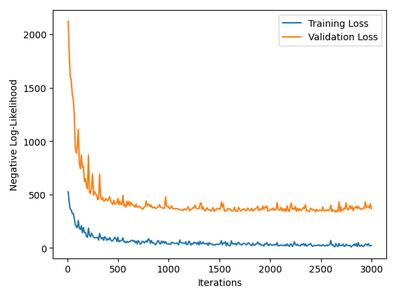 Training Loss
Validation Loss
2000
1500
1000
500
0
Negative Log-Likelihood
0 500 1000 1500 2000 2500 3000
Iterations